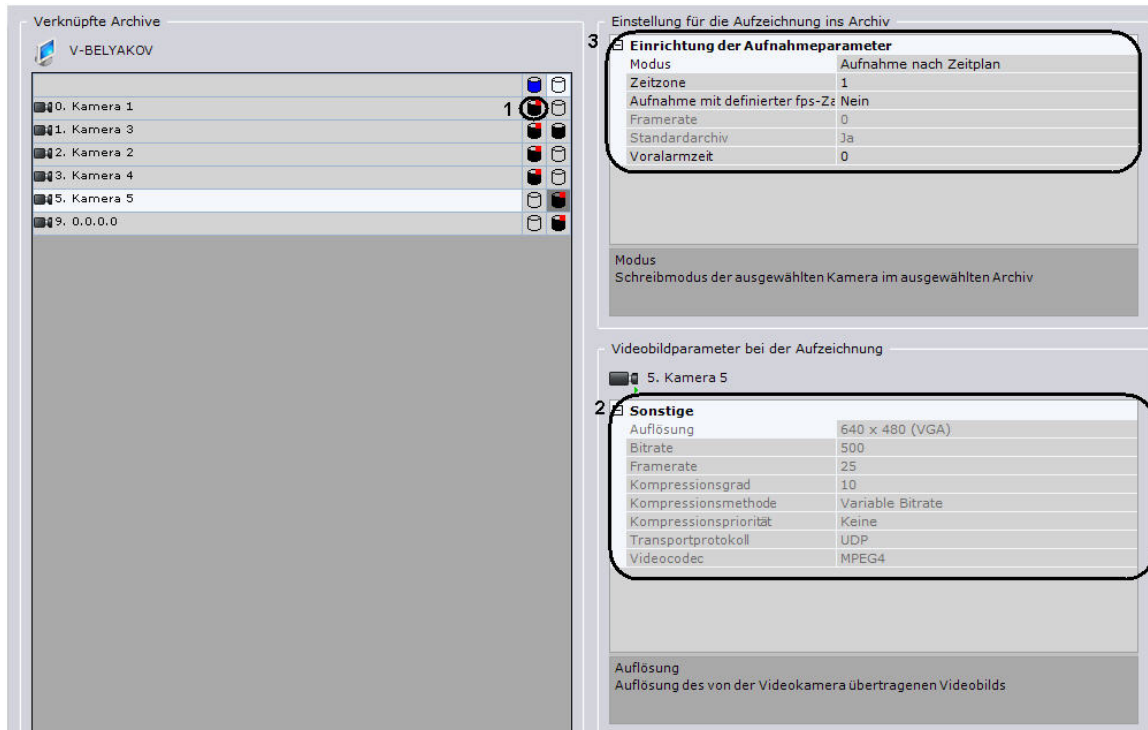 Verknüpfte Archive
V-BELYAKOV
0. Kamera 1
1
1. Kamera 3
2. Kamera 2
3. Kamera 4
5. Kamera 5
9. 0.0.0.0
Einstellung für die Aufzeichnung ins Archiv
3
Einrichtung der Aufnahmeparameter
Modus Aufnahme nach Zeitplan
Zeitzone 1
Aufnahme mit definierter fps-Za Nein
Framerate 0
Standardarchiv Ja
Voralarmzeit 0
Modus
Schreibmodus der ausgewählten Kamera im ausgewählten Archiv
Videobildparameter bei der Aufzeichnung
5. Kamera 5
2
Sonstige
Auflösung 640 x 480 (VGA)
Bitrate 500
Framerate 25
Kompressionsgrad 10
Kompressionsmethode Variable Bitrate
Kompressionspriorität Keine
Transportprotokoll UDP
Videocodec MPEG4
Auflösung
Auflösung des von der Videokamera übertragenen Videobilds